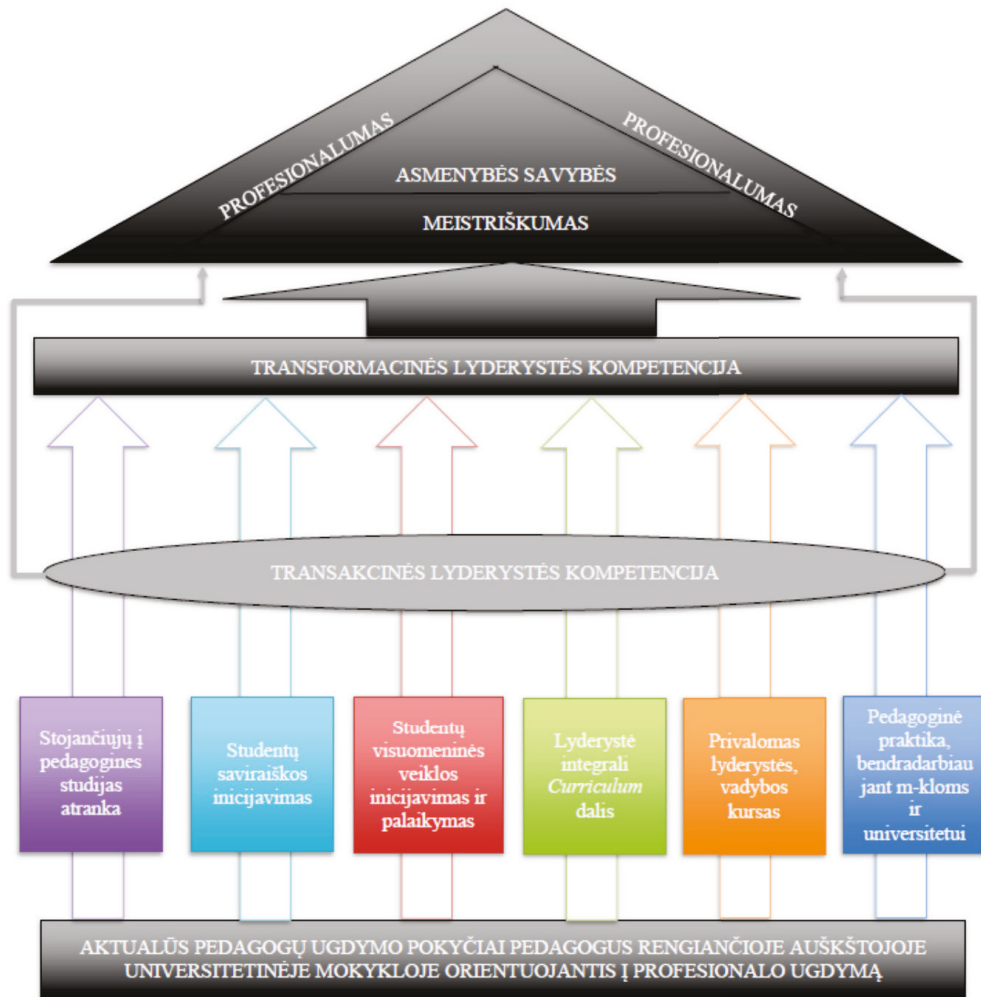 PROFESIONALUMAS
PROFESIONALUMAS
ASMENYBĖS SAVYBĖS
MEISTRIŠKUMAS
TRANSFORMACINĖS LYDERYSTĖS KOMPETENCIJA
TRANSAKCINĖS LYDERYSTĖS KOMPETENCIJA
Stojančiųjų į
pedagogines
studijas
atranka
Studentų
saviraiškos
inicijavimas
Studentų
visuomeninės
veiklos
inicijavimas ir
palaikymas
Lyderystė
integrali
Curriculum
dalis
Privalomas
lyderystės,
vadybos
kursas
Pedagoginė
praktika,
bendradarbiau
jant m-kloms
ir
universitetui
AKTUALŪS PEDAGOGŲ UGDYMO POKYČIAI PEDAGOGUS RENGIANČIOJE AUŠKŠTOJOJE
UNIVERSITETINĖJE MOKYKLOJE ORIENTUOJANTIS Į PROFESIONALO UGDYMĄ